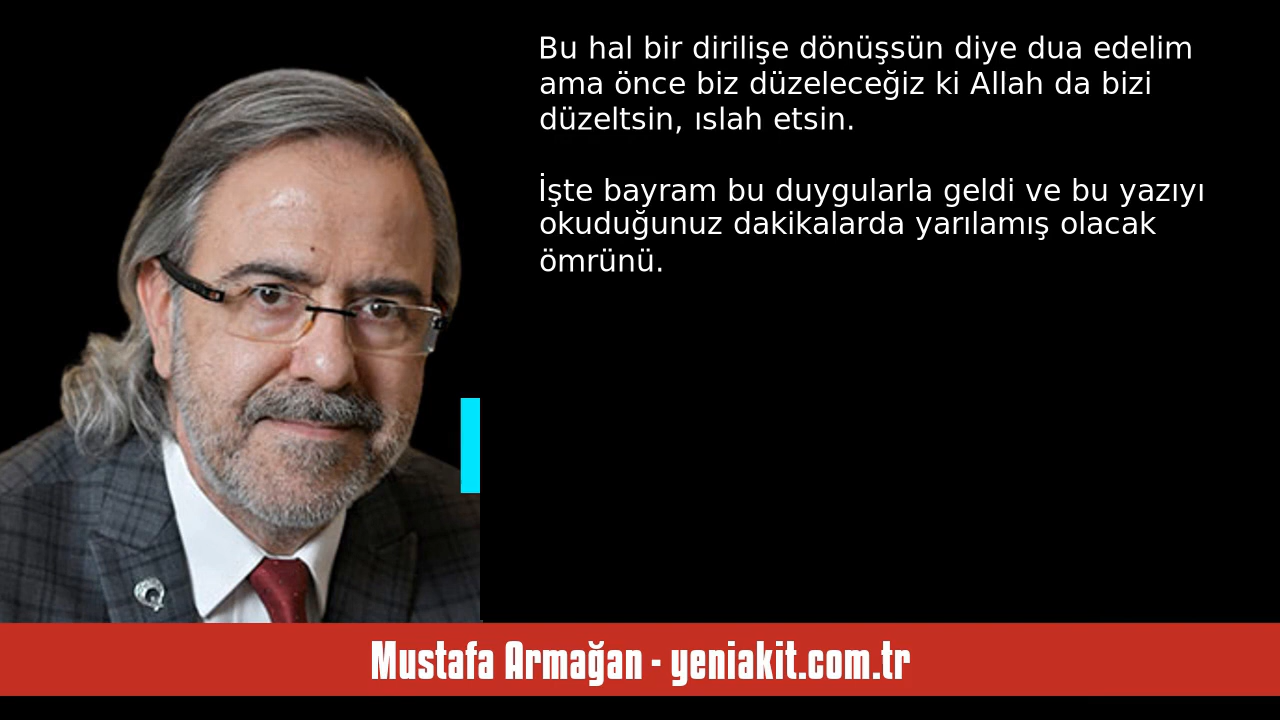 Bu hal bir dirilişe dönüşsün diye dua edelim
ama önce biz düzeleceğiz ki Allah da bizi
düzeltsin, ıslah etsin.
İşte bayram bu duygularla geldi ve bu yazıyı
okuduğunuz dakikalarda yarılamış olacak
ömrünü.
Mustafa Armağan - yeniakit.com.tr